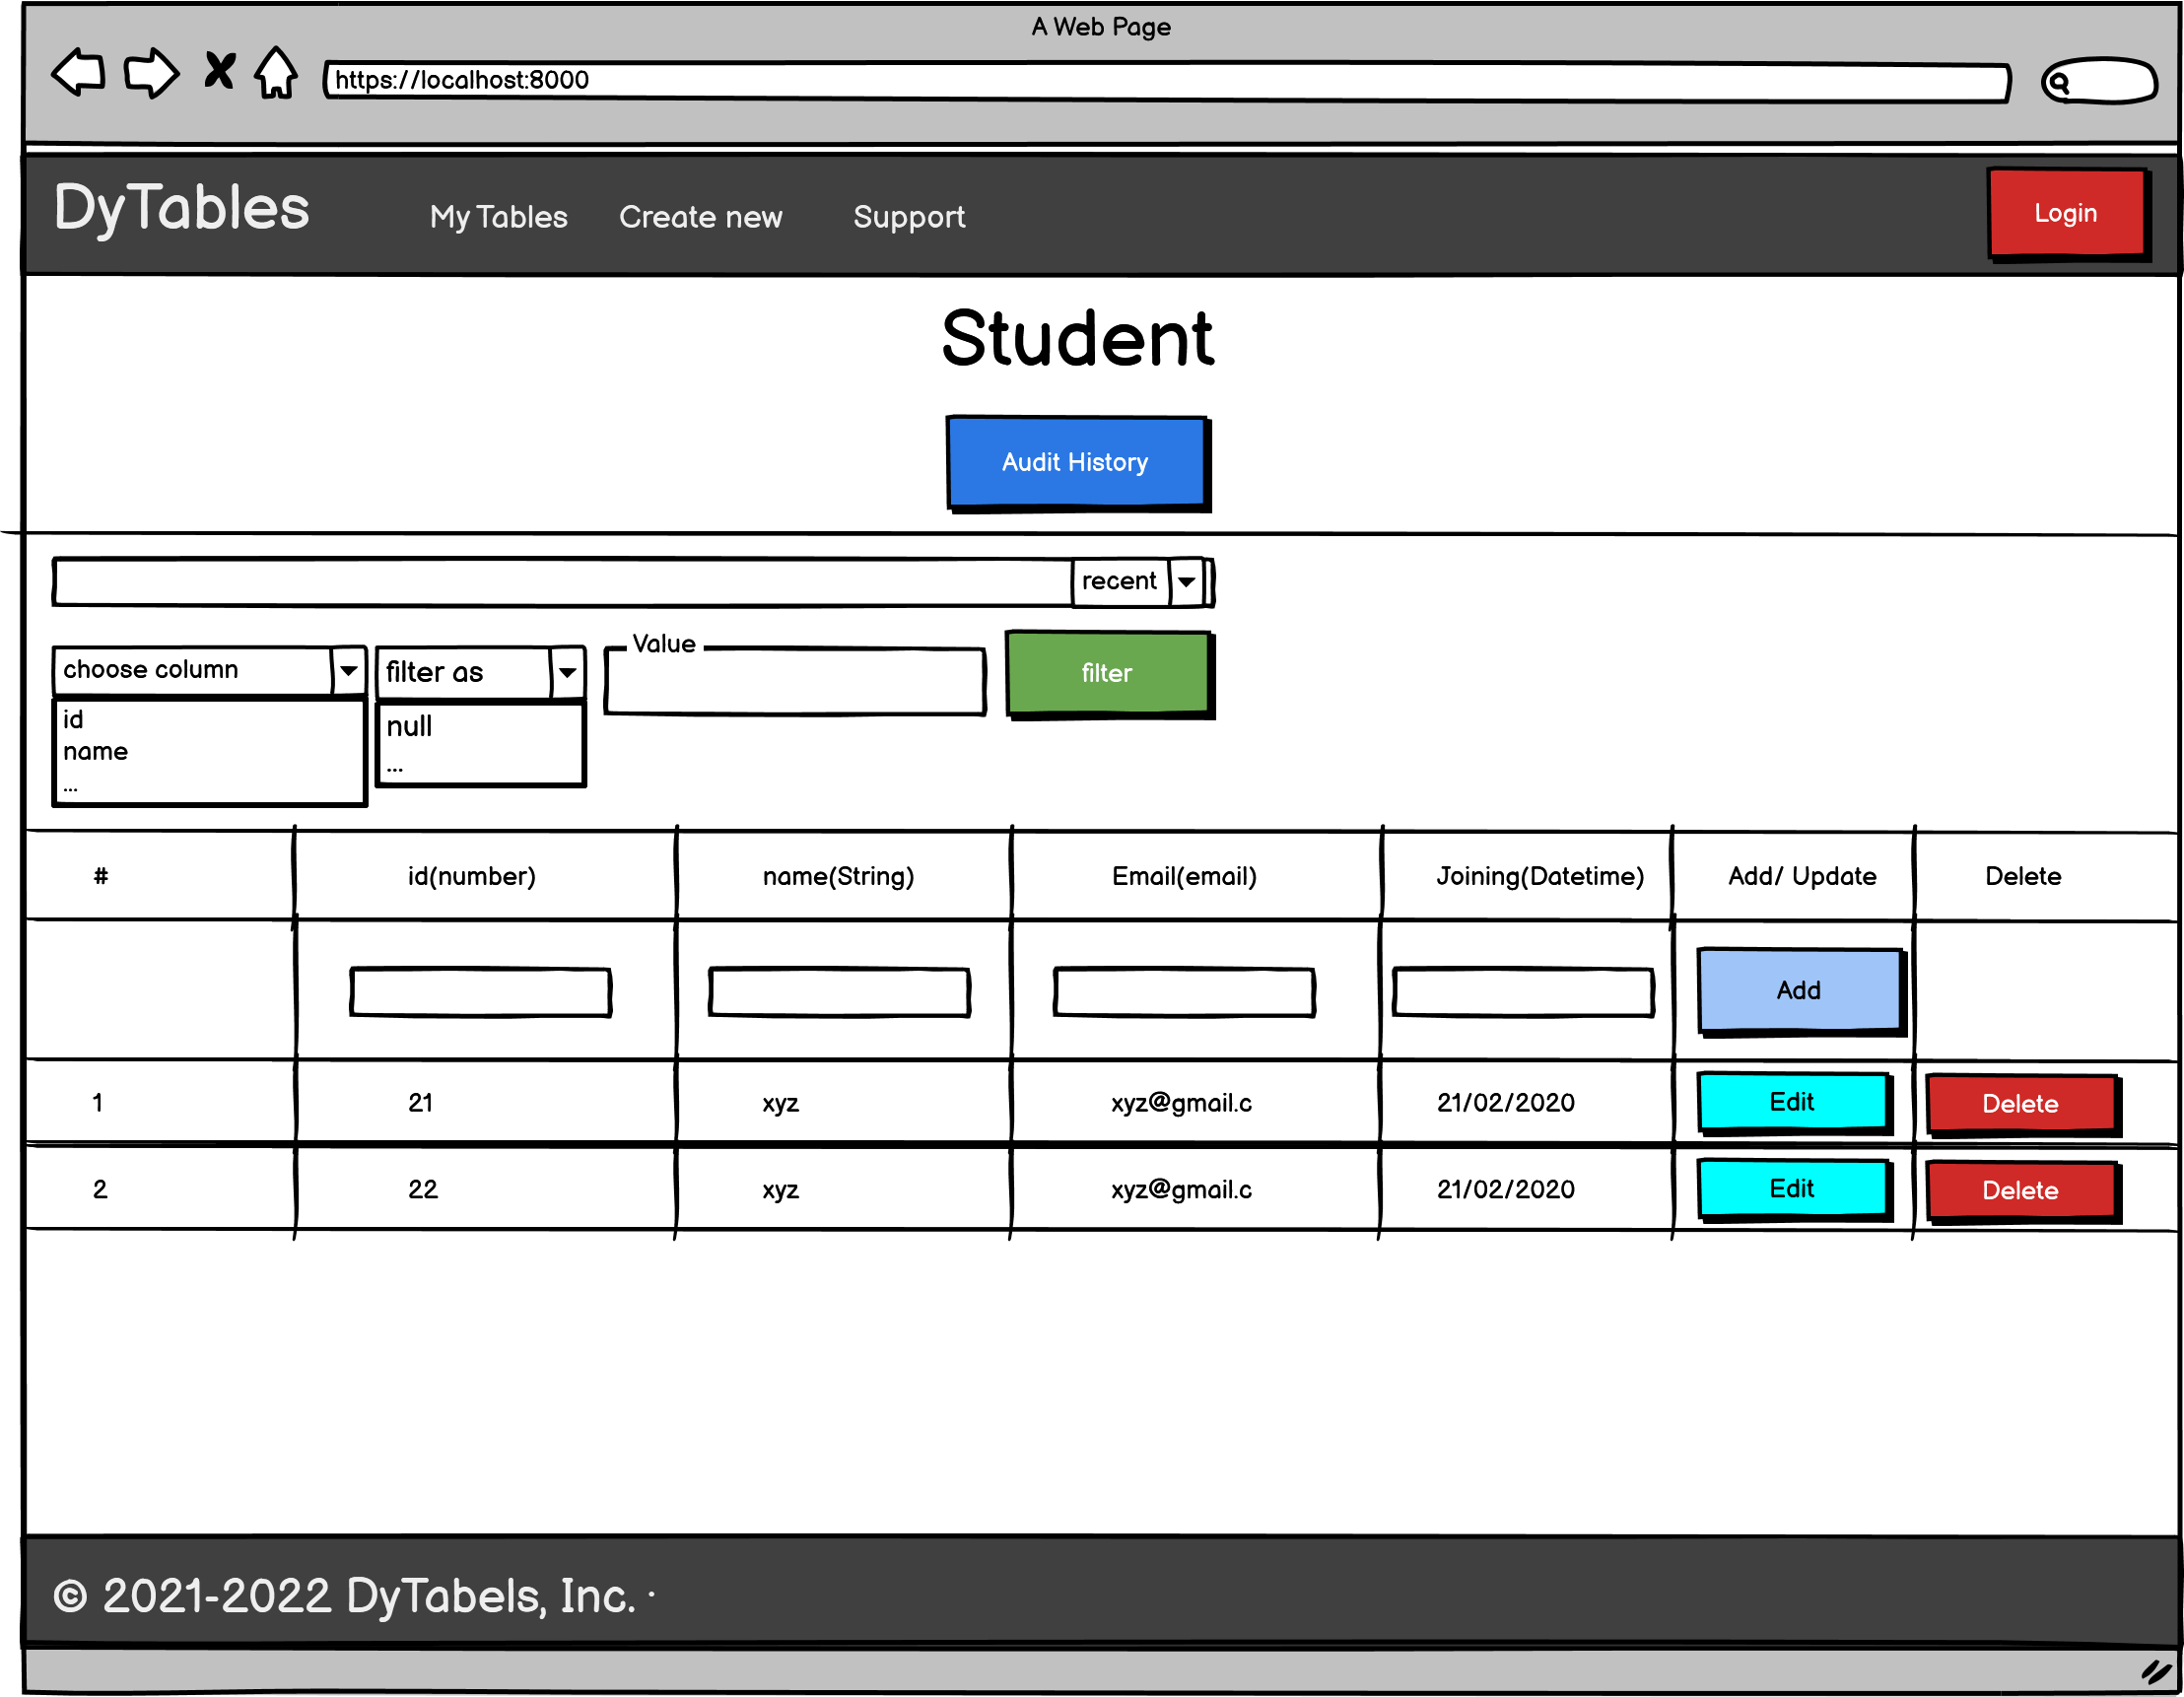 A Web Page
https://localhost:8000
DyTables My Tables Create new Support Login
Student
Audit History
recent
choose column filter as Value filter
id null
name ...
...
# id(number) name(String) Email(email) Joining(Datetime) Add/ Update Delete
Add
1 21 xyz xyz@gmail.c 21/02/2020 Edit Delete
2 22 xyz xyz@gmail.c 21/02/2020 Edit Delete
© 2021-2022 DyTabels, Inc. ·